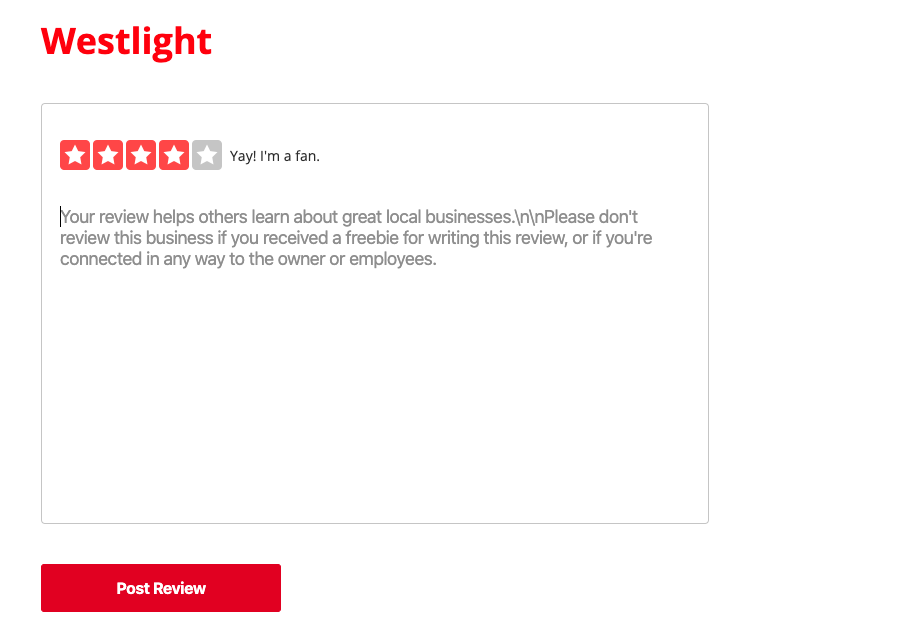 Westlight
Yay! I'm a fan.
Your review helps others learn about great local businesses.\n\nPlease don't
review this business if you received a freebie for writing this review, or if you're
connected in any way to the owner or employees.
Post Review